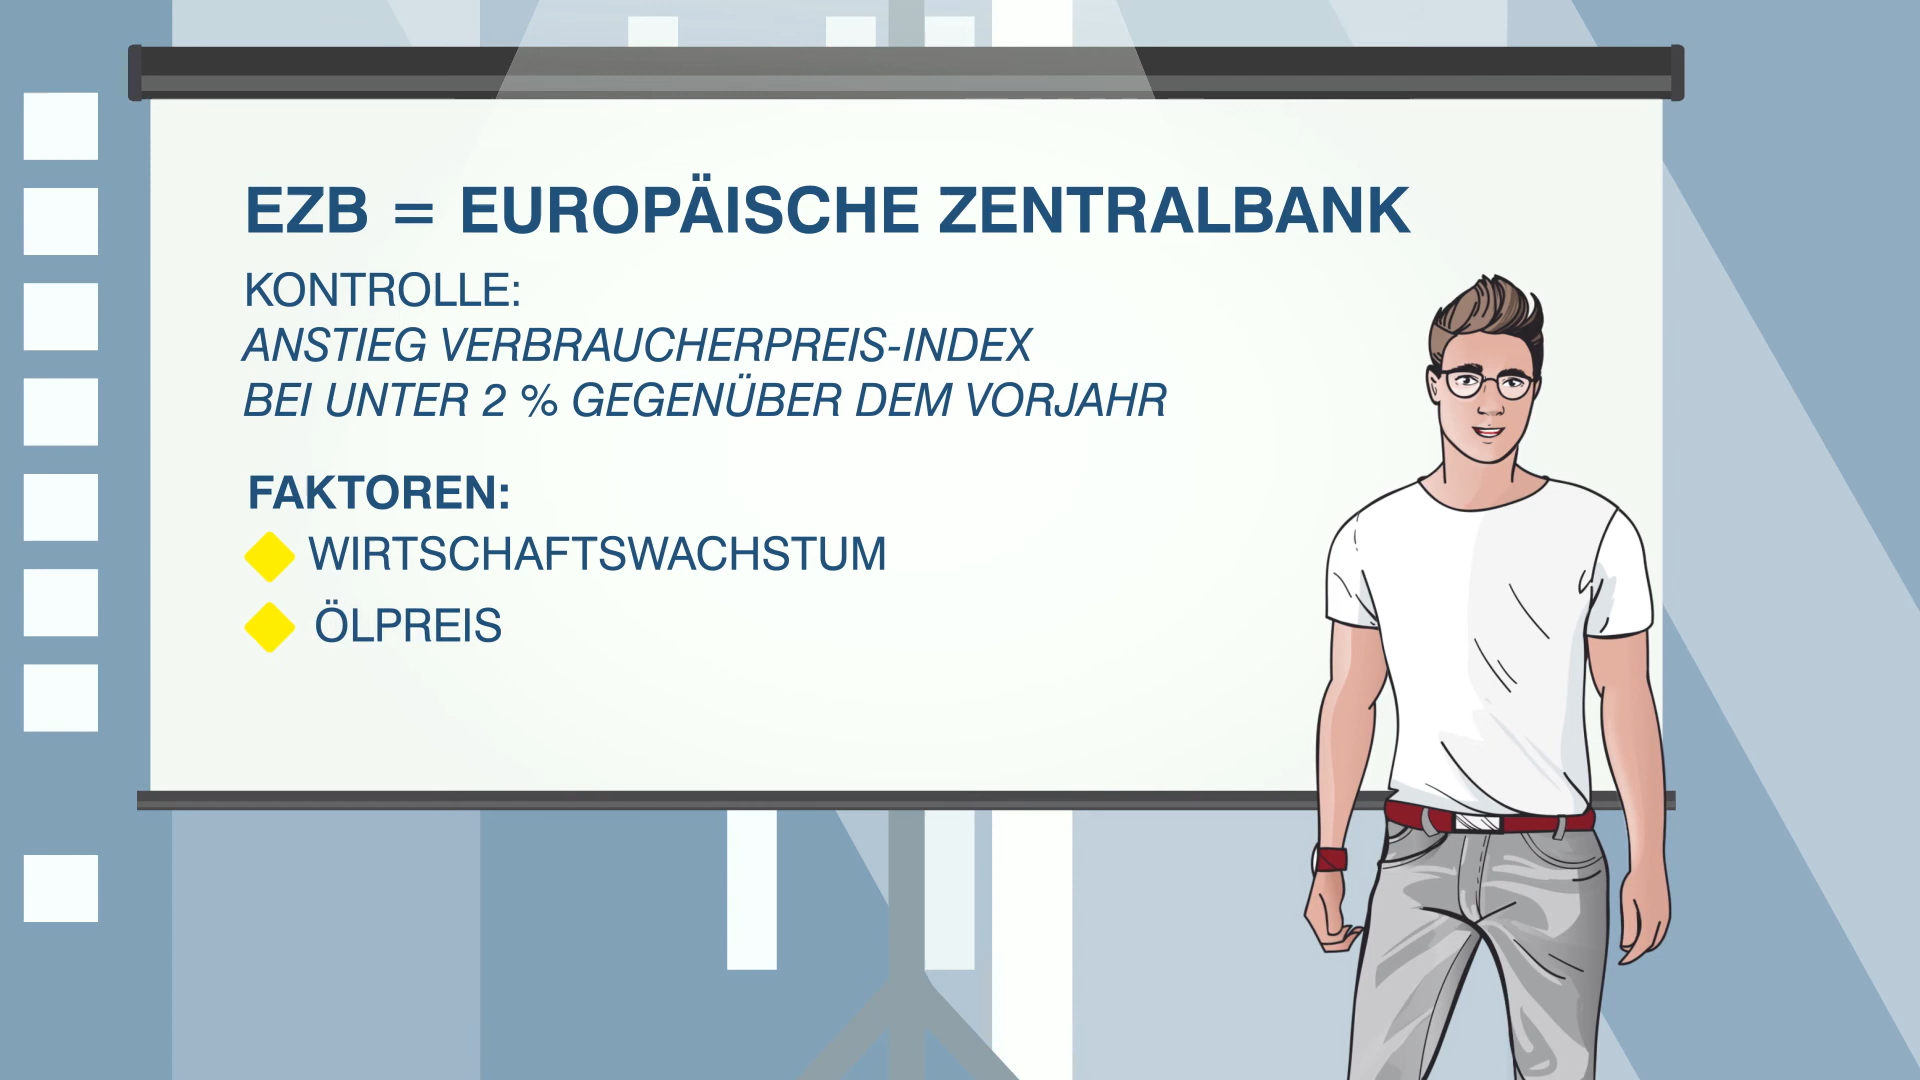 EZB = EUROPÄISCHE ZENTRALBANK
KONTROLLE:
ANSTIEG VERBRAUCHERPREIS-INDEX
BEI UNTER 2 % GEGENÜBER DEM VORJAHR
FAKTOREN:
WIRTSCHAFTSWACHSTUM
ÖLPREIS